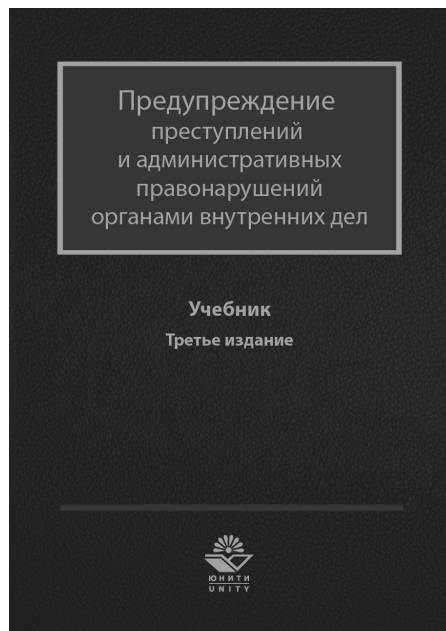 Предупреждение
преступлений
и административных
правонарушений
органами внутренних дел
Учебник
Третье издание
ЮНИТИ
UNITY